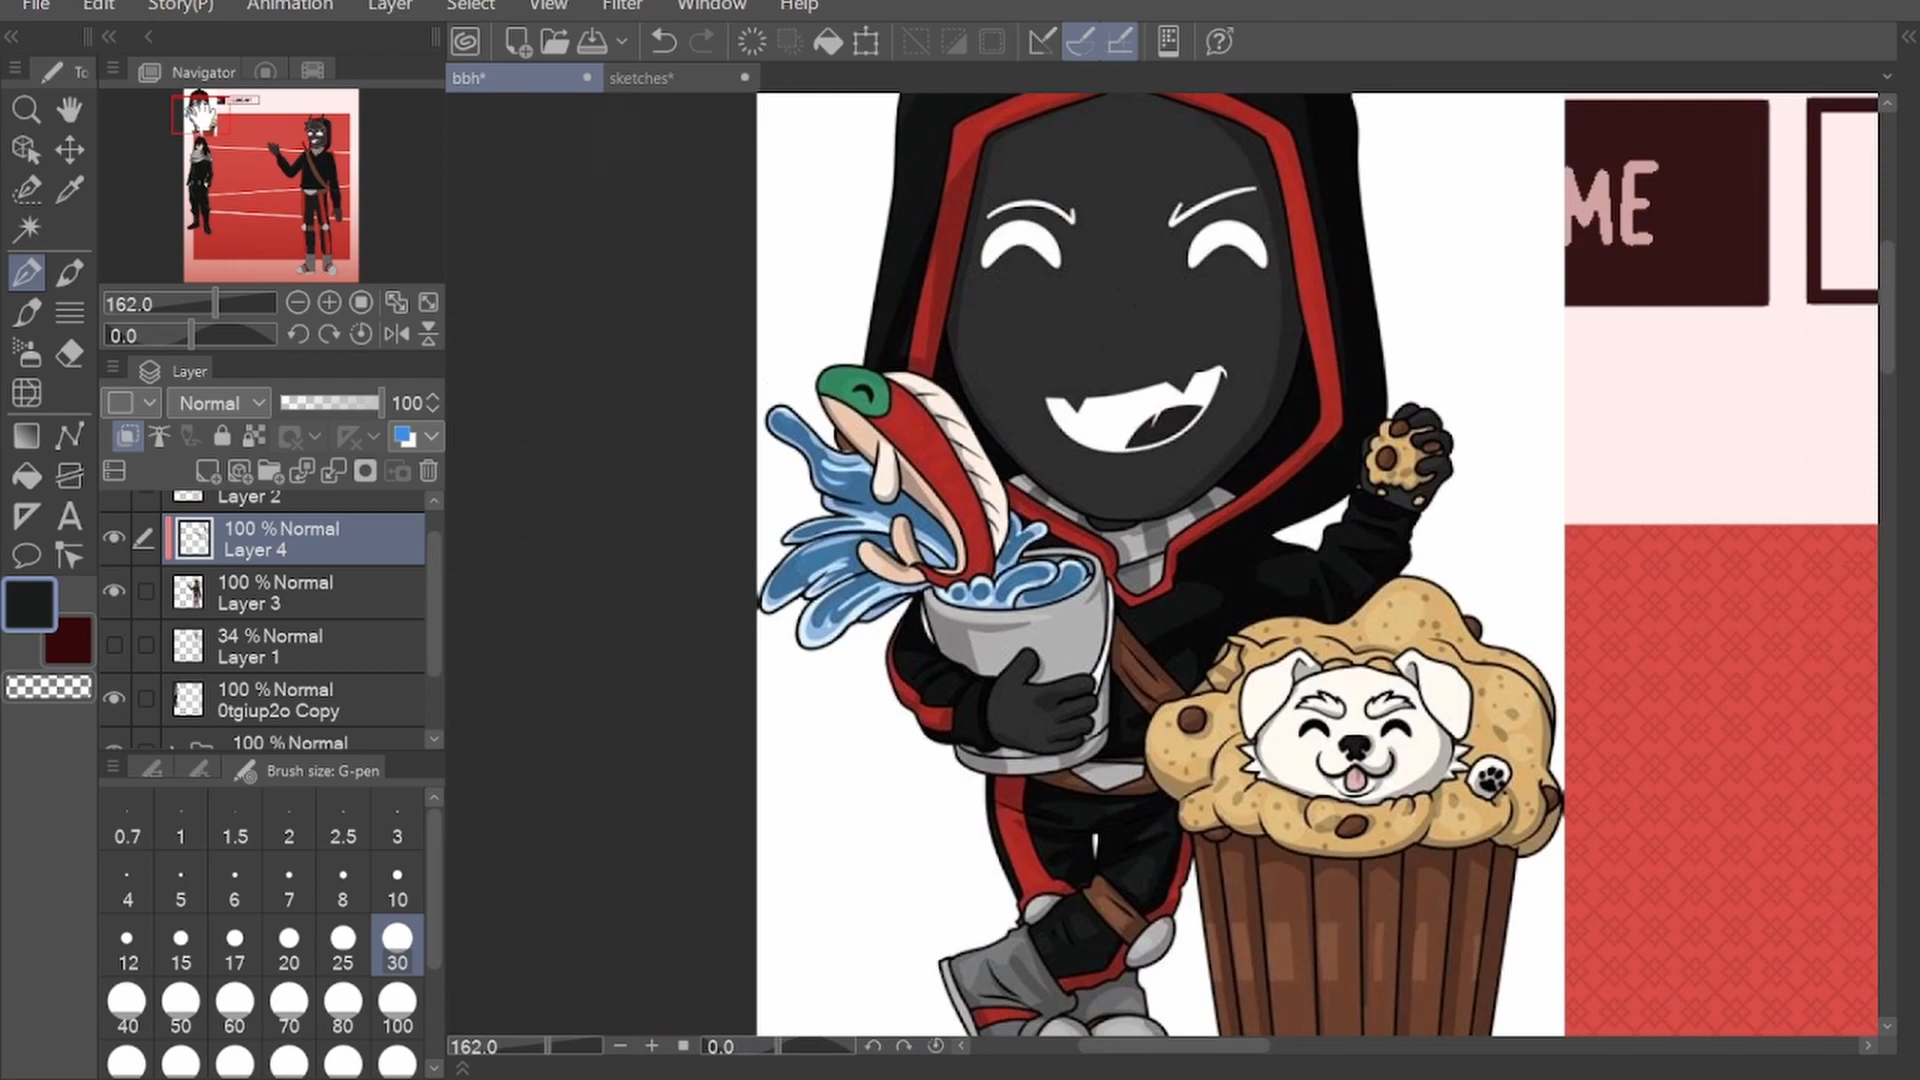 File Edit Story(P) Animation Layer Select View Filter Window Help
To
Navigator
bbh*
sketches*
162.0
0.0
Layer
Normal
100
Layer 2
100 % Normal
Layer 4
100 % Normal
Layer 3
34 % Normal
Layer 1
100 % Normal
0tgiup2o Copy
100 % Normal
Brush size: G-pen
0.7 1 1.5 2 2.5 3
4 5 6 7 8 10
12 15 17 20 25 30
40 50 60 70 80 100
ME
162.0
0.0